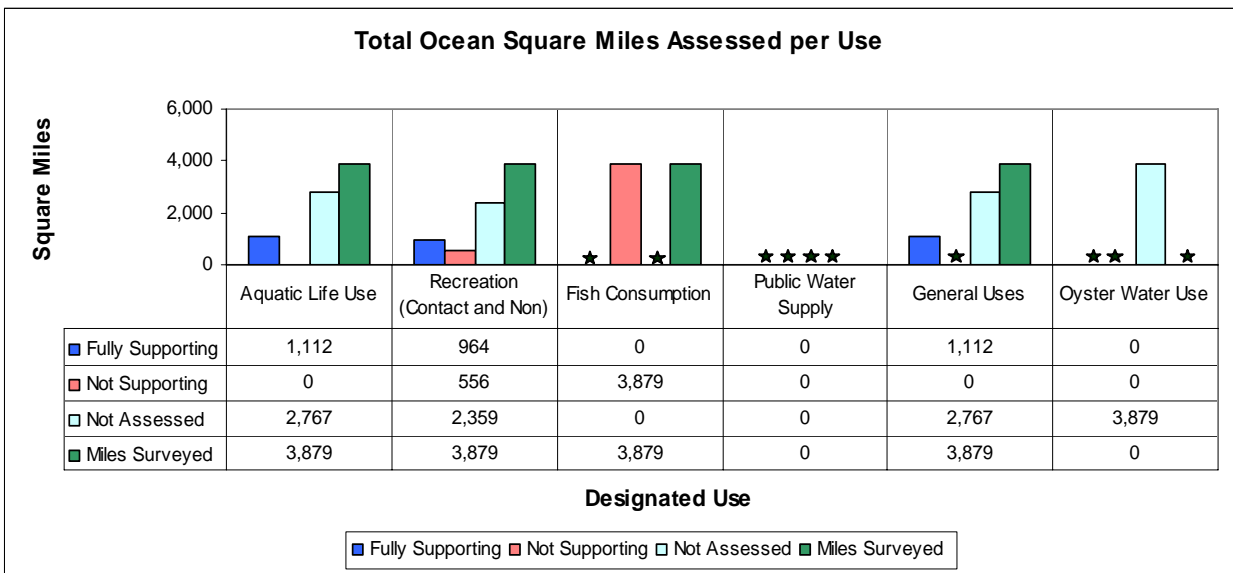 Total Ocean Square Miles Assessed per Use
Square Miles
6,000
4,000
2,000
0
Aquatic Life Use
Recreation
(Contact and Non)
Fish Consumption
Public Water
Supply
General Uses
Oyster Water Use
Fully Supporting 1,112 964 0 0 1,112 0
Not Supporting 0 556 3,879 0 0 0
Not Assessed 2,767 2,359 0 0 2,767 3,879
Miles Surveyed 3,879 3,879 3,879 0 3,879 0
Designated Use
Fully Supporting Not Supporting Not Assessed Miles Surveyed